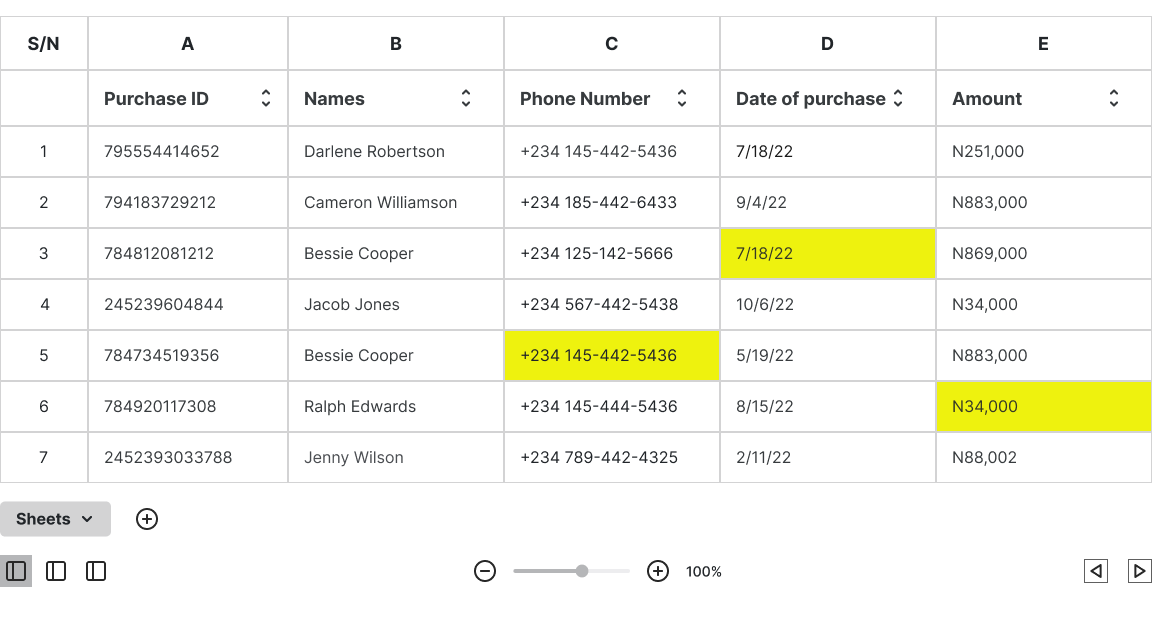 S/N A B C D E
Purchase ID Names Phone Number Date of purchase Amount
1 795554414652 Darlene Robertson +234 145-442-5436 7/18/22 N251,000
2 794183729212 Cameron Williamson +234 185-442-6433 9/4/22 N883,000
3 784812081212 Bessie Cooper +234 125-142-5666 7/18/22 N869,000
4 245239604844 Jacob Jones +234 567-442-5438 10/6/22 N34,000
5 784734519356 Bessie Cooper +234 145-442-5436 5/19/22 N883,000
6 784920117308 Ralph Edwards +234 145-444-5436 8/15/22 N34,000
7 2452393033788 Jenny Wilson +234 789-442-4325 2/11/22 N88,002
Sheets
100%